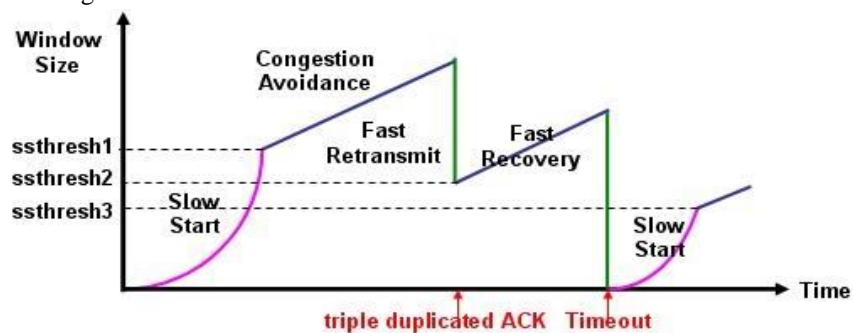 Window
Size
Congestion
Avoidance
ssthresh1
Fast
Retransmit
Fast
Recovery
ssthresh2
Slow
Start
ssthresh3
Slow
Start
Time
triple duplicated ACK
Timeout